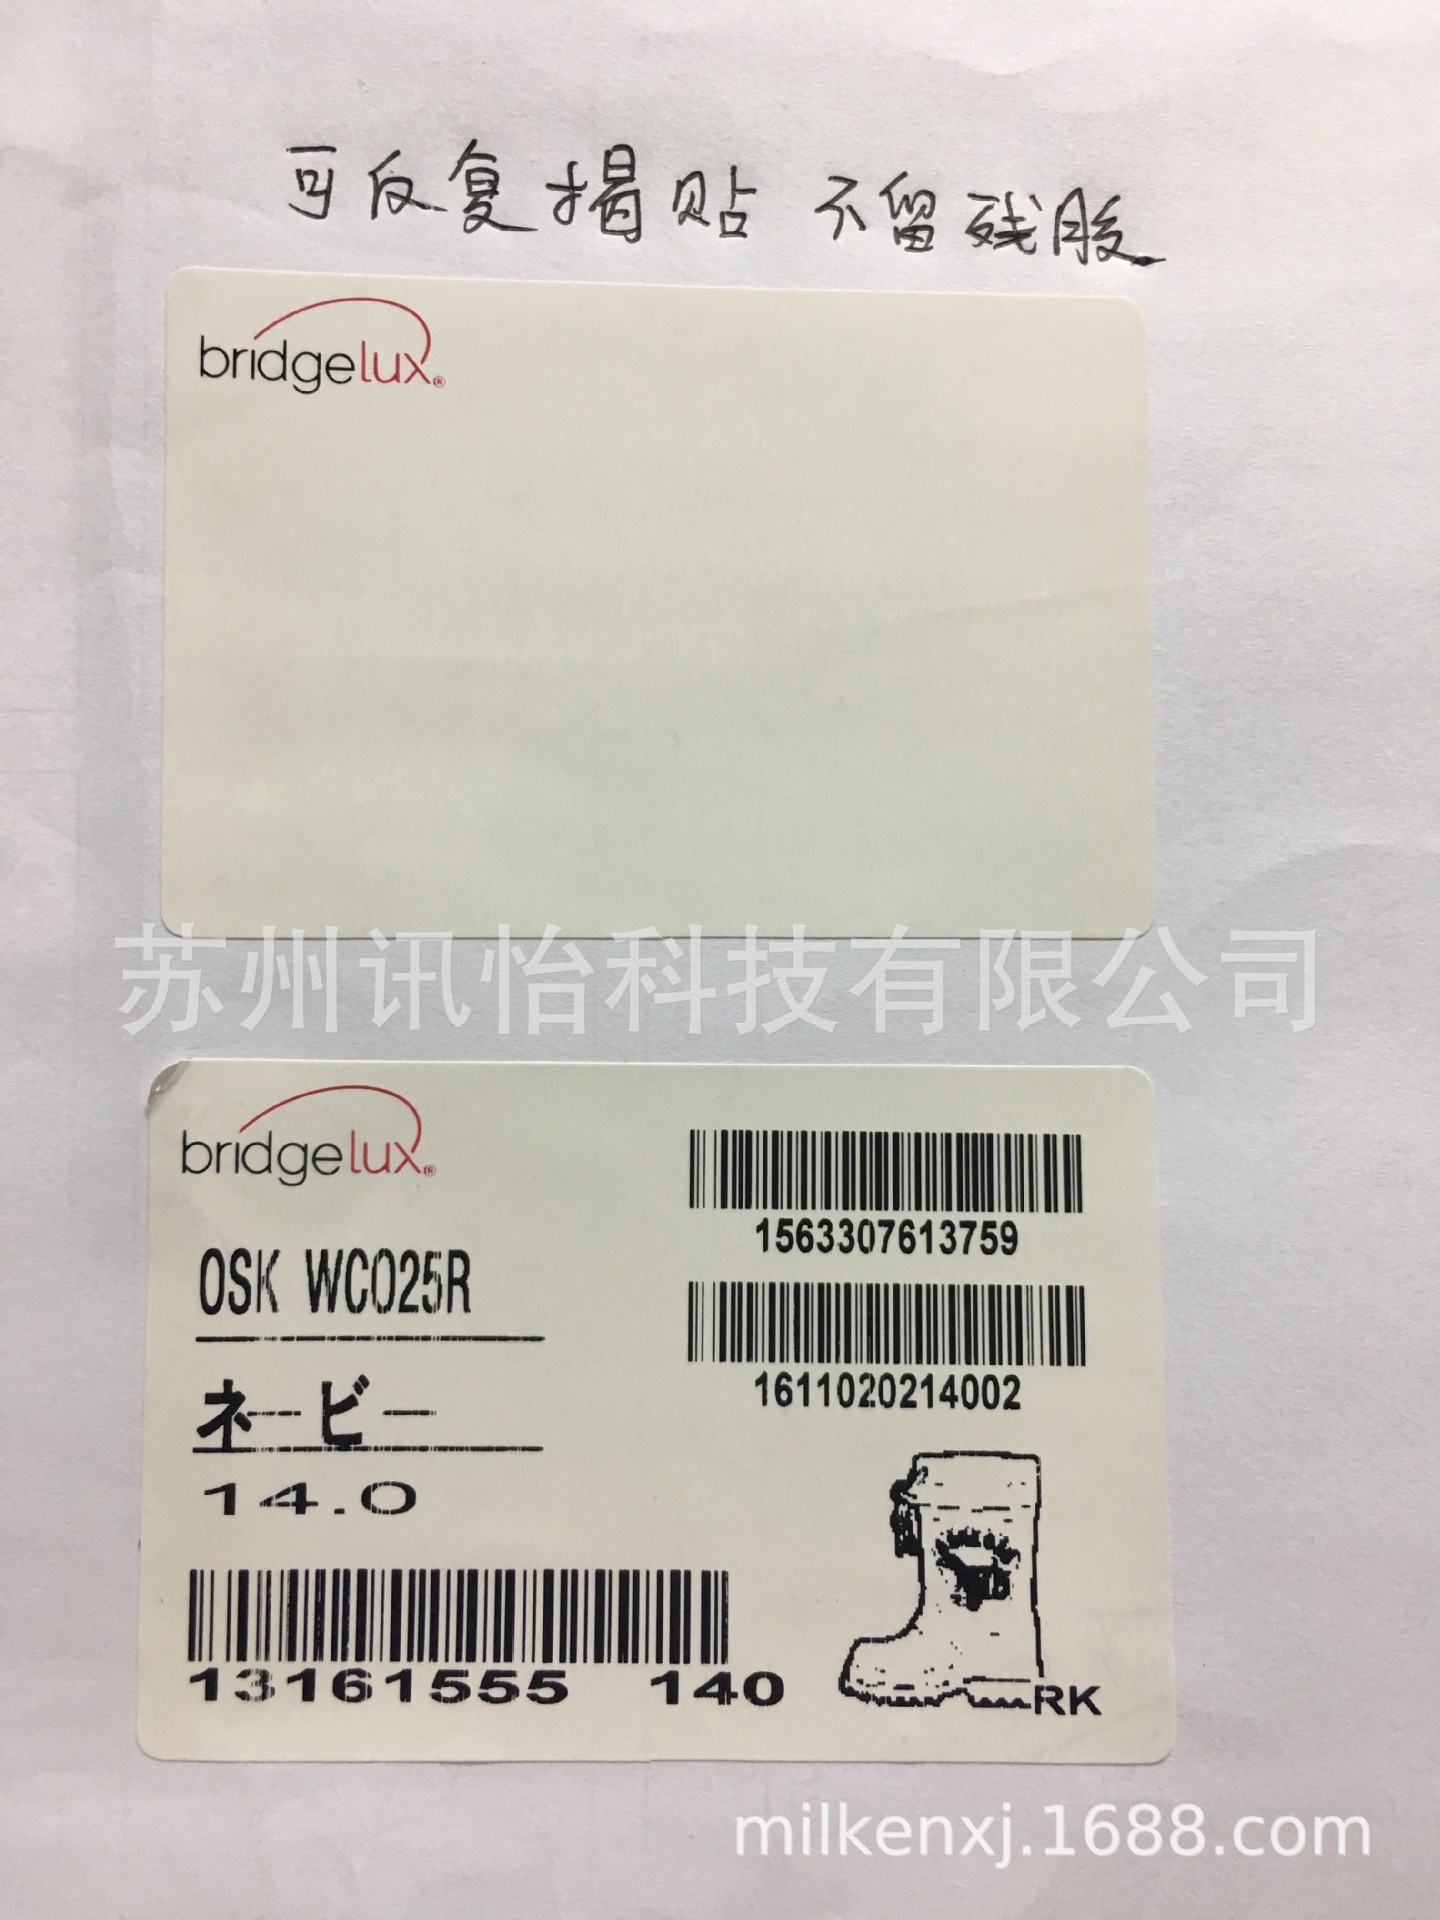 可反复揭贴 不留残胶
bridgelux®
苏州讯怡科技有限公司
bridgelux®
1563307613759
OSK WC025R
1611020214002
ネービー
14.0
13161555 140
RK
milkenxj.1688.com